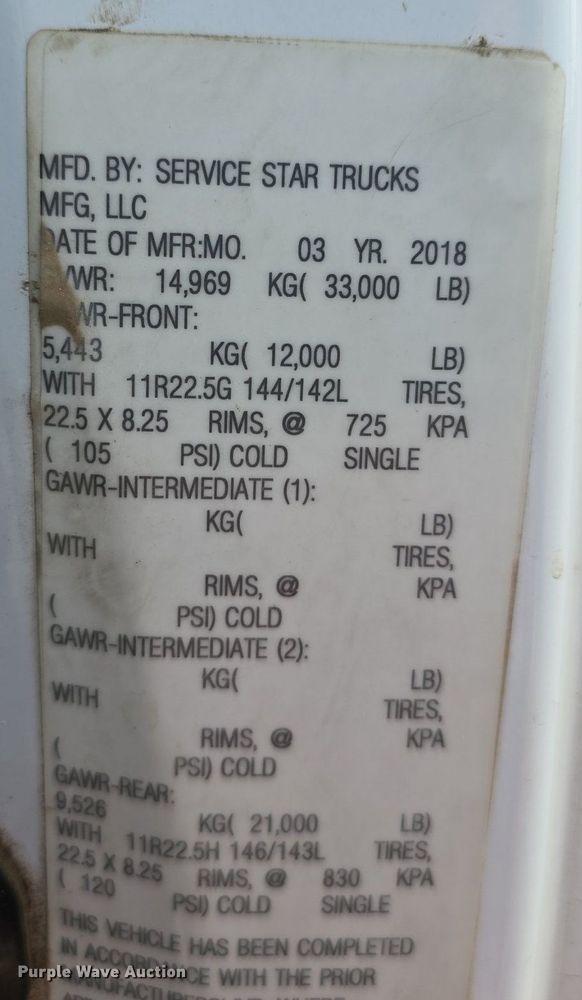 MFD. BY: SERVICE STAR TRUCKS
MFG, LLC
DATE OF MFR:MO. 03 YR. 2018
VWR: 14,969 KG( 33,000 LB)
WR-FRONT:
5,443 KG( 12,000 LB)
WITH 11R22.5G 144/142L TIRES,
22.5 X 8.25 RIMS, @ 725 KPA
( 105 PSI) COLD SINGLE
GAWR-INTERMEDIATE (1):
KG( LB)
WITH TIRES,
RIMS, @ KPA
( PSI) COLD
GAWR-INTERMEDIATE (2):
KG( LB)
WITH TIRES,
RIMS, @ KPA
( PSI) COLD
GAWR-REAR:
9,526 KG( 21,000 LB)
WITH 11R22.5H 146/143L TIRES,
22.5 X 8.25 RIMS, @ 830 KPA
( 120 PSI) COLD SINGLE
THIS VEHICLE HAS BEEN COMPLETED
IN ACCORDANCE WITH THE PRIOR
Purple Wave Auction